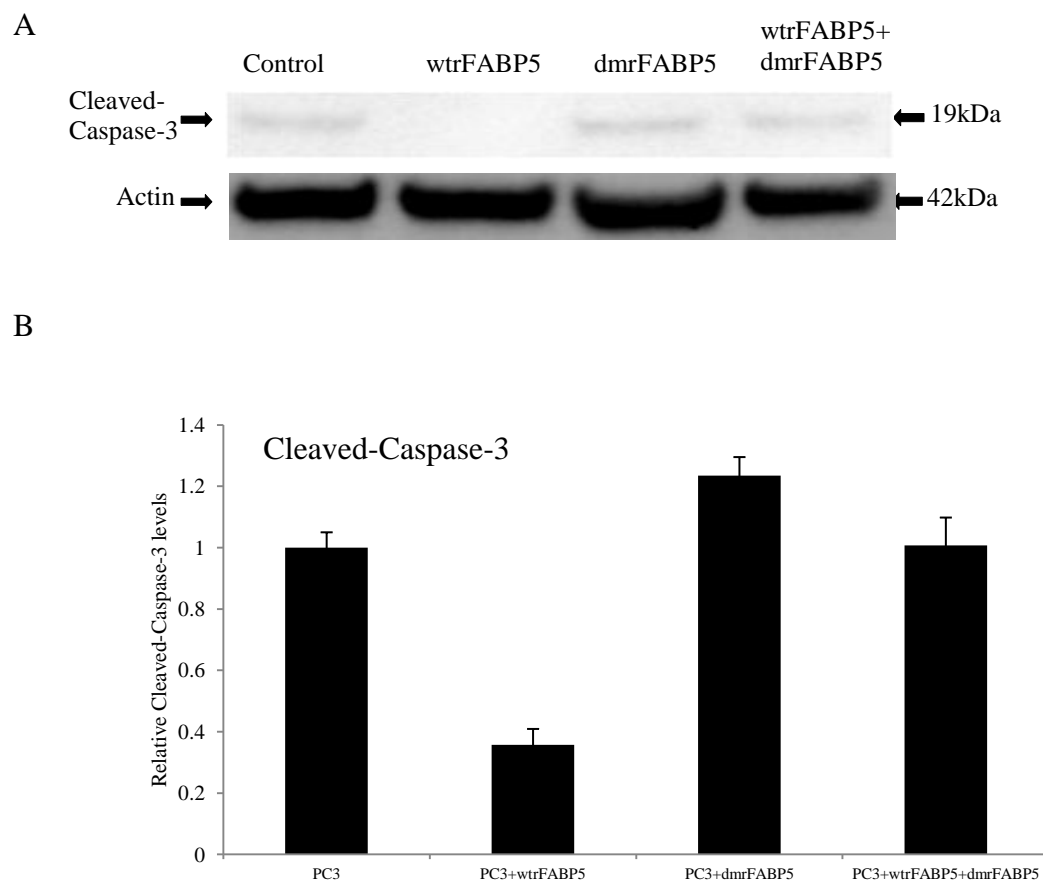 A
Control
wtrFABP5
dmrFABP5
wtrFABP5+
dmrFABP5
Cleaved-
Caspase-3
19kDa
Actin
42kDa
B
Cleaved-Caspase-3
Relative Cleaved-Caspase-3 levels
1.4
1.2
1
0.8
0.6
0.4
0.2
0
PC3
PC3+wtrFABP5
PC3+dmrFABP5
PC3+wtrFABP5+dmrFABP5